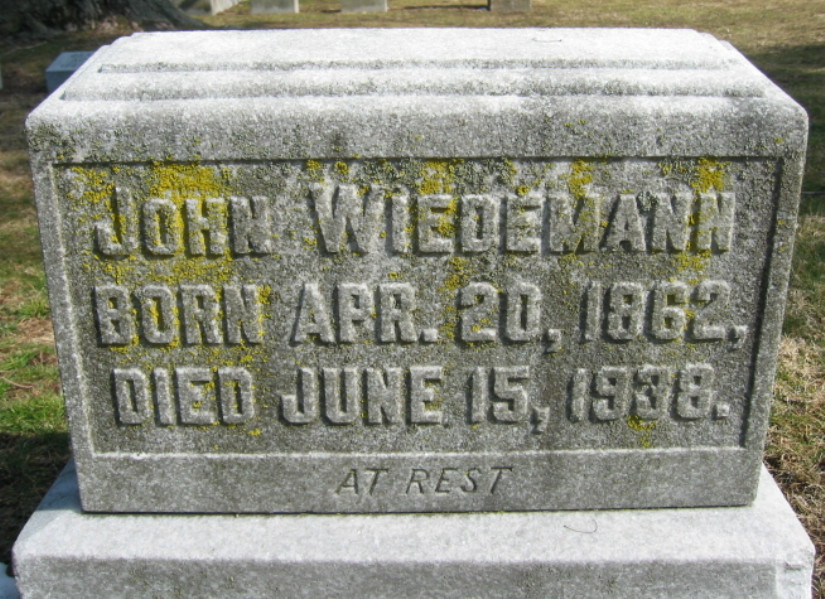 JOHN WIEDEMANN
BORN APR. 20, 1862,
DIED JUNE 15, 1938.
AT REST